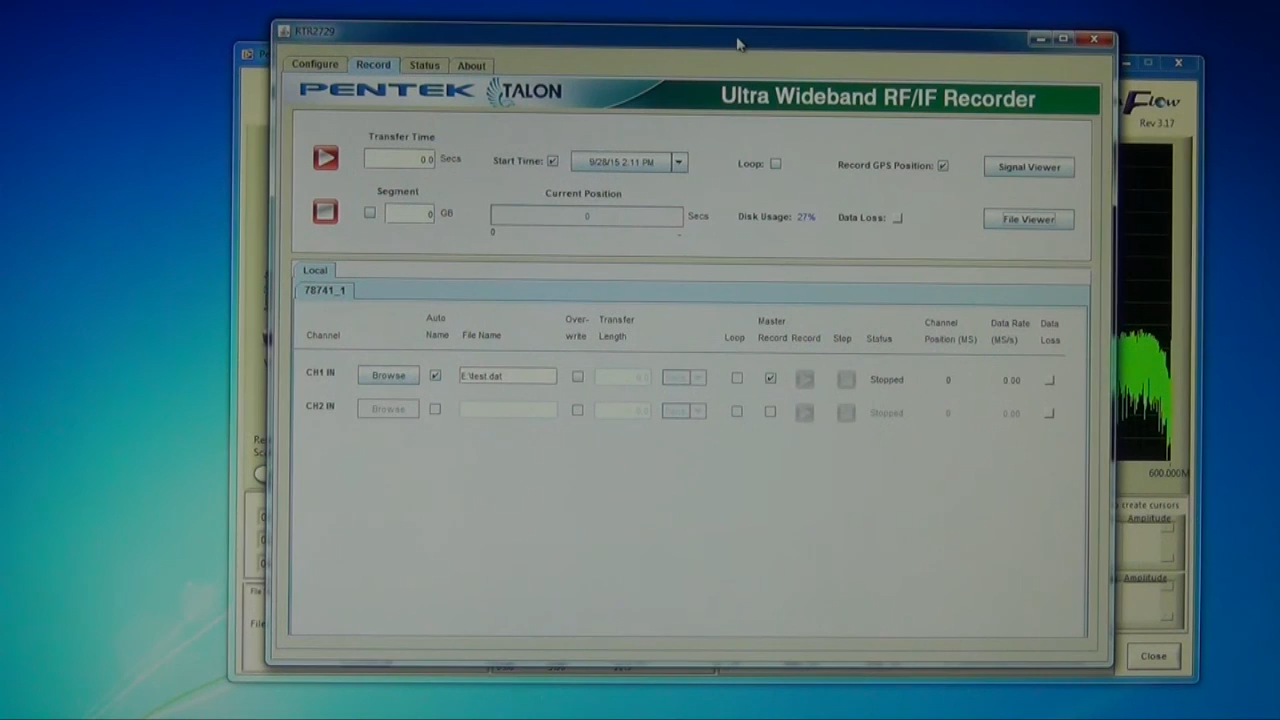 RTR2729
Configure Record Status About
PENTEK TALON Ultra Wideband RF/IF Recorder
Flow
Rev 3.17
Transfer Time
0.0 Secs Start Time: 9/28/15 2:11 PM Loop: Record GPS Position: Signal Viewer
Segment Current Position
0 GB 0 Secs Disk Usage: 27% Data Loss: File Viewer
0
Local
78741_1
Auto Over- Transfer Master Channel Data Rate Data
Channel Name File Name write Length Loop Record Record Stop Status Position (MS) (MS/s) Loss
CH1 IN Browse E:\test.dat Stopped 0 0.00
CH2 IN Browse Stopped 0 0.00
600.000M
create cursors
Amplitude
Amplitude
File
Close